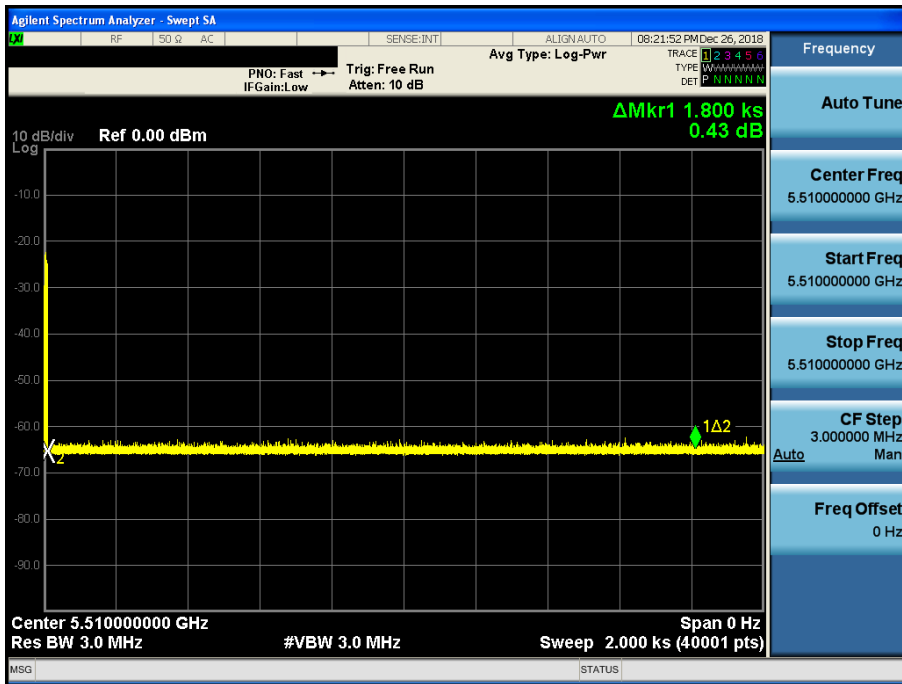 Agilent Spectrum Analyzer - Swept SA
LXI RF 50 Ω AC SENSE:INT ALIGN AUTO 08:21:52 PM Dec 26, 2018
Avg Type: Log-Pwr
TRACE 1 2 3 4 5 6
TYPE WWWWWWW
DET P N N N N N
PNO: Fast
IFGain:Low
Trig: Free Run
Atten: 10 dB
ΔMkr1 1.800 ks
0.43 dB
10 dB/div Ref 0.00 dBm
Log
-10.0
-20.0
-30.0
-40.0
-50.0
-60.0
-70.0
-80.0
-90.0
1Δ2
2
Center 5.510000000 GHz Span 0 Hz
Res BW 3.0 MHz #VBW 3.0 MHz Sweep 2.000 ks (40001 pts)
MSG STATUS
Frequency
Auto Tune
Center Freq
5.510000000 GHz
Start Freq
5.510000000 GHz
Stop Freq
5.510000000 GHz
CF Step
3.000000 MHz
Auto Man
Freq Offset
0 Hz